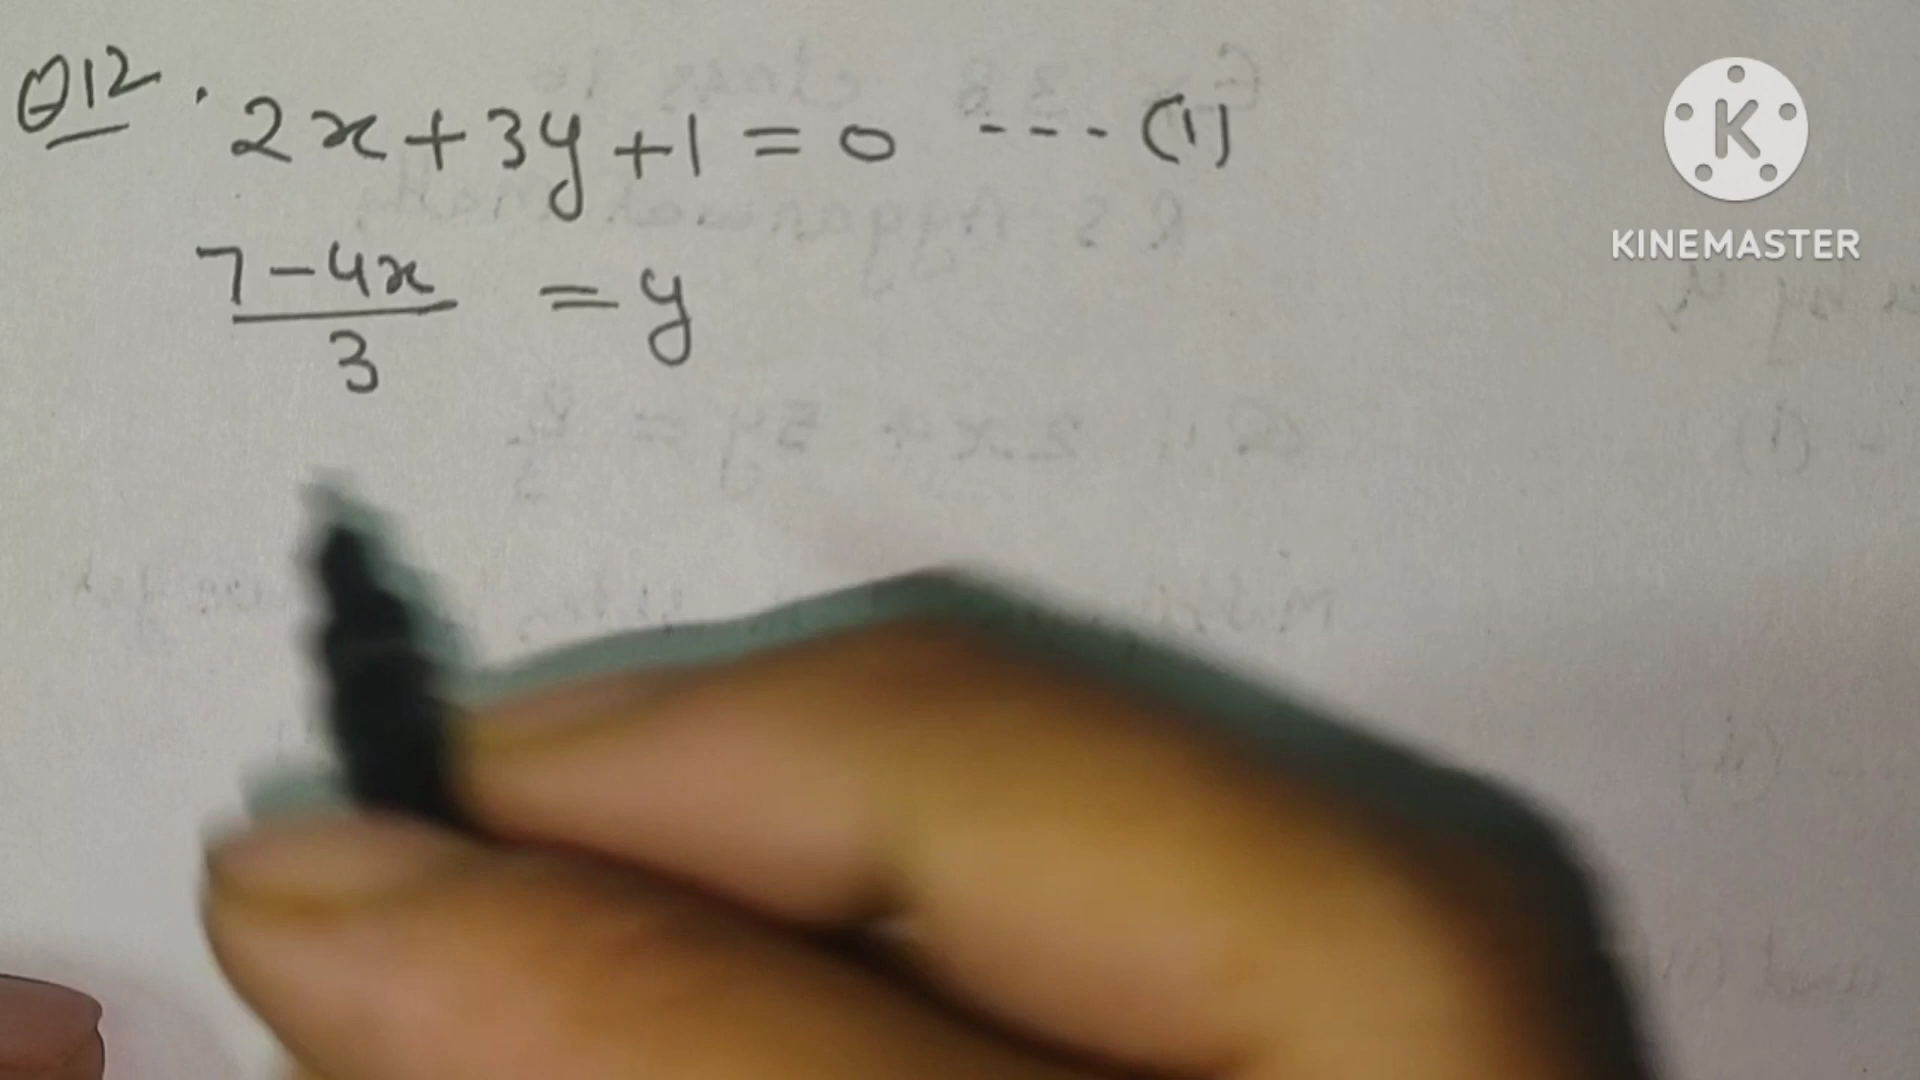 Q12. 2x+3y+1=0 ---(1)
7-4x/3 = y
KINEMASTER